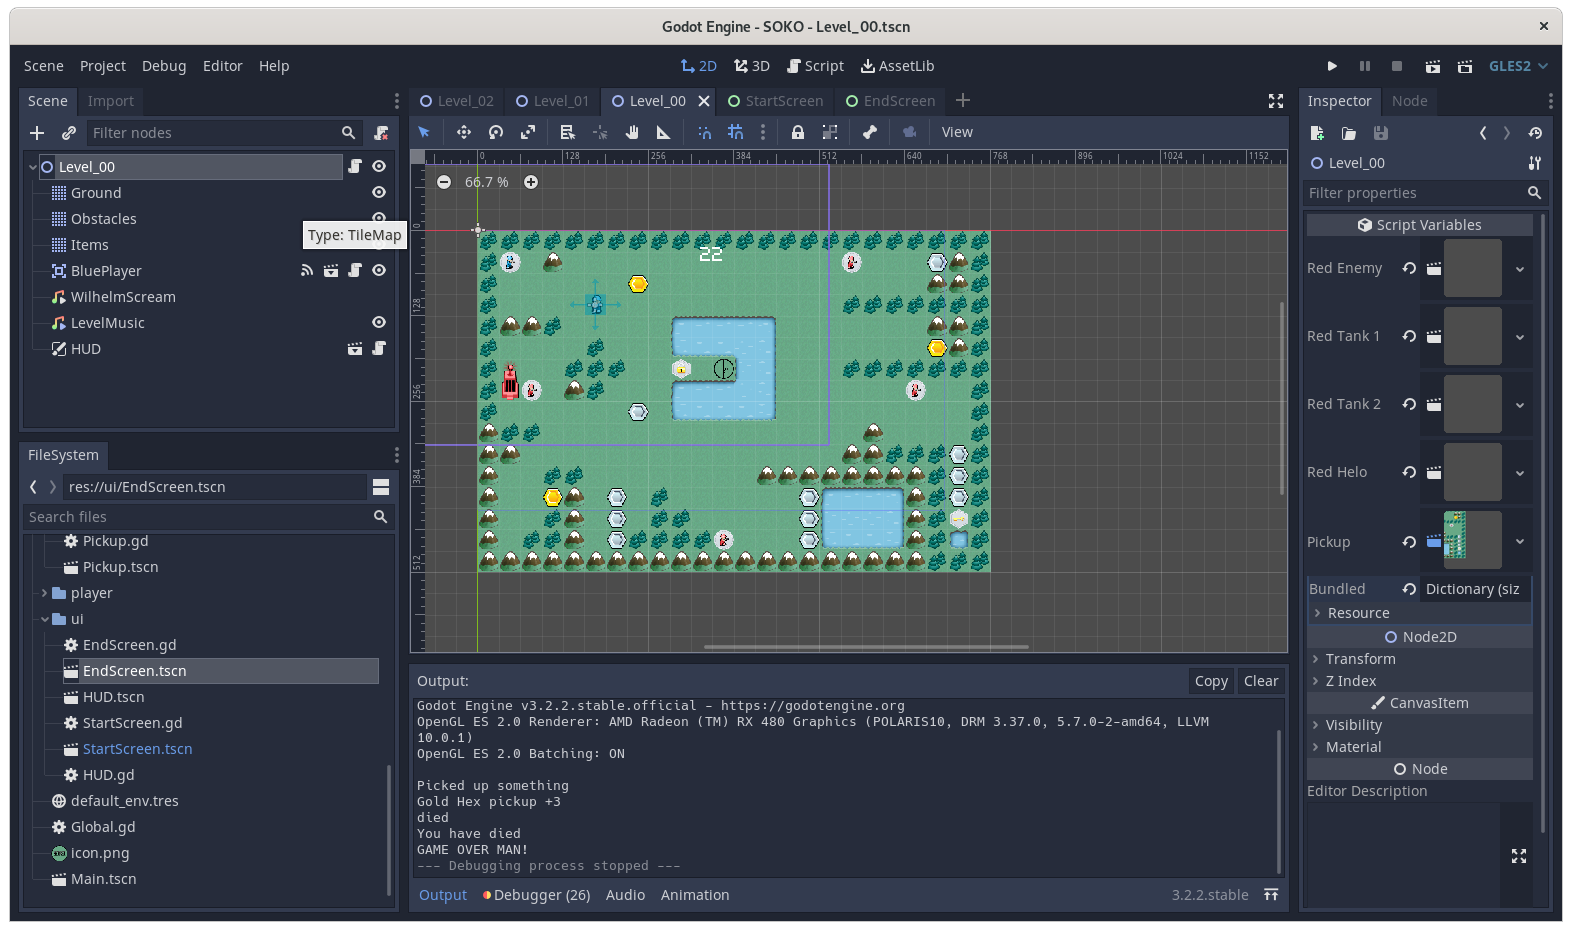 Godot Engine - SOKO - Level_00.tscn
Scene Project Debug Editor Help
2D 3D Script AssetLib
GLES2
Scene Import
Filter nodes
Level_00
Ground
Obstacles
Items
Type: TileMap
BluePlayer
WilhelmScream
LevelMusic
HUD
FileSystem
res://ui/EndScreen.tscn
Search files
Pickup.gd
Pickup.tscn
player
ui
EndScreen.gd
EndScreen.tscn
HUD.tscn
StartScreen.gd
StartScreen.tscn
HUD.gd
default_env.tres
Global.gd
icon.png
Main.tscn
Level_02 Level_01 Level_00 StartScreen EndScreen
View
0 128 256 384 512 640 768 896 1024 1152
66.7 %
0
128
256
384
512
22
Output:
Copy Clear
Godot Engine v3.2.2.stable.official - https://godotengine.org
OpenGL ES 2.0 Renderer: AMD Radeon (TM) RX 480 Graphics (POLARIS10, DRM 3.37.0, 5.7.0-2-amd64, LLVM
10.0.1)
OpenGL ES 2.0 Batching: ON
Picked up something
Gold Hex pickup +3
died
You have died
GAME OVER MAN!
--- Debugging process stopped ---
Output Debugger (26) Audio Animation
3.2.2.stable
Inspector Node
Level_00
Filter properties
Script Variables
Red Enemy
Red Tank 1
Red Tank 2
Red Helo
Pickup
Bundled Dictionary (siz
Resource
Node2D
Transform
Z Index
CanvasItem
Visibility
Material
Node
Editor Description